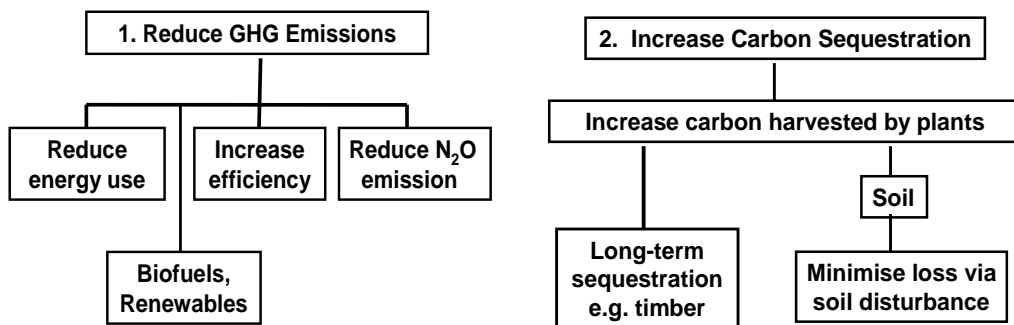 1. Reduce GHG Emissions
Reduce
energy use
Increase
efficiency
Reduce N₂O
emission
Biofuels,
Renewables
2. Increase Carbon Sequestration
Increase carbon harvested by plants
Long-term
sequestration
e.g. timber
Soil
Minimise loss via
soil disturbance